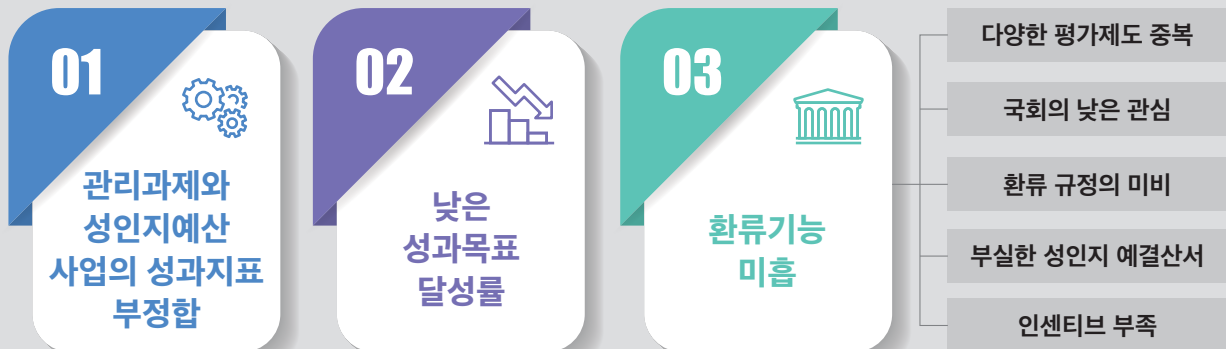 01
관리과제와
성인지예산
사업의 성과지표
부정합
02
낮은
성과목표
달성률
03
환류기능
미흡
다양한 평가제도 중복
국회의 낮은 관심
환류 규정의 미비
부실한 성인지 예결산서
인센티브 부족